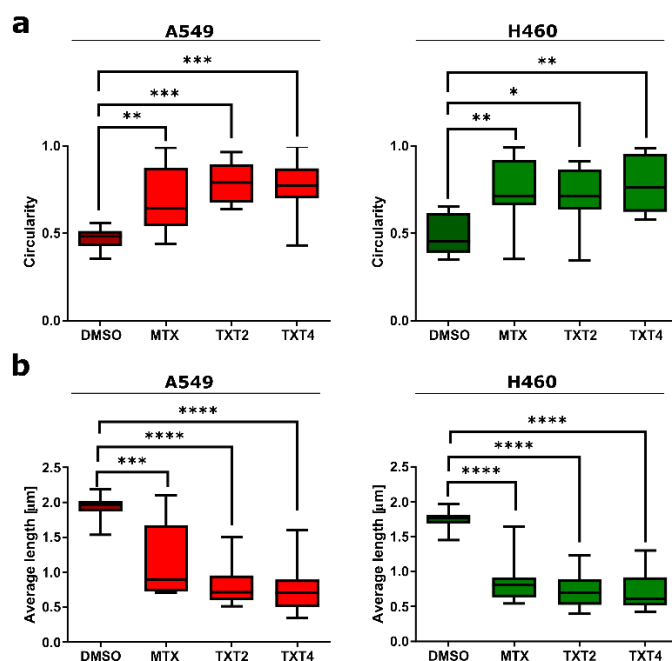 a
A549
H460
***
***
**
**
*
**
1.0
0.5
0.0
Circularity
DMSO MTX TXT2 TXT4
1.0
0.5
0.0
Circularity
DMSO MTX TXT2 TXT4
b
A549
H460
****
****
***
****
****
****
2.5
2.0
1.5
1.0
0.5
0.0
Average length [µm]
DMSO MTX TXT2 TXT4
2.5
2.0
1.5
1.0
0.5
0.0
Average length [µm]
DMSO MTX TXT2 TXT4